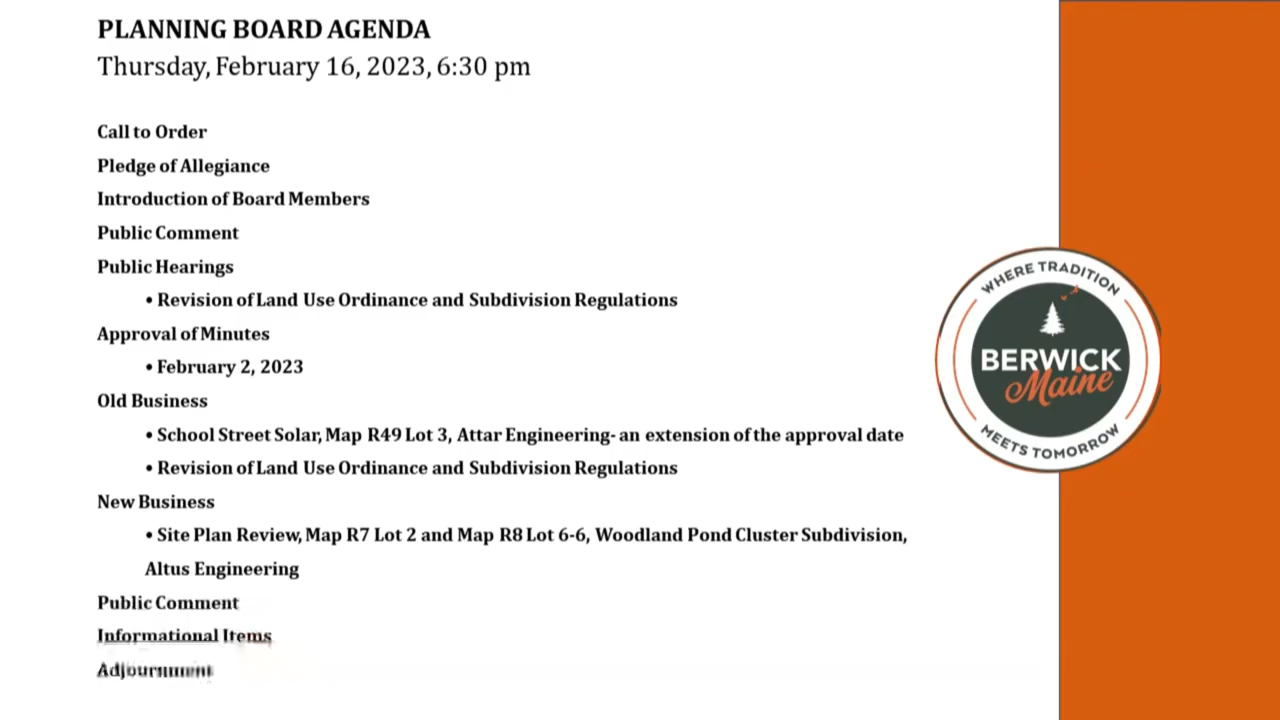 PLANNING BOARD AGENDA
Thursday, February 16, 2023, 6:30 pm
Call to Order
Pledge of Allegiance
Introduction of Board Members
Public Comment
Public Hearings
• Revision of Land Use Ordinance and Subdivision Regulations
Approval of Minutes
• February 2, 2023
Old Business
• School Street Solar, Map R49 Lot 3, Attar Engineering- an extension of the approval date
• Revision of Land Use Ordinance and Subdivision Regulations
New Business
• Site Plan Review, Map R7 Lot 2 and Map R8 Lot 6-6, Woodland Pond Cluster Subdivision,
Altus Engineering
Public Comment
Informational Items
Adjournment
WHERE TRADITION
BERWICK
Maine
MEETS TOMORROW